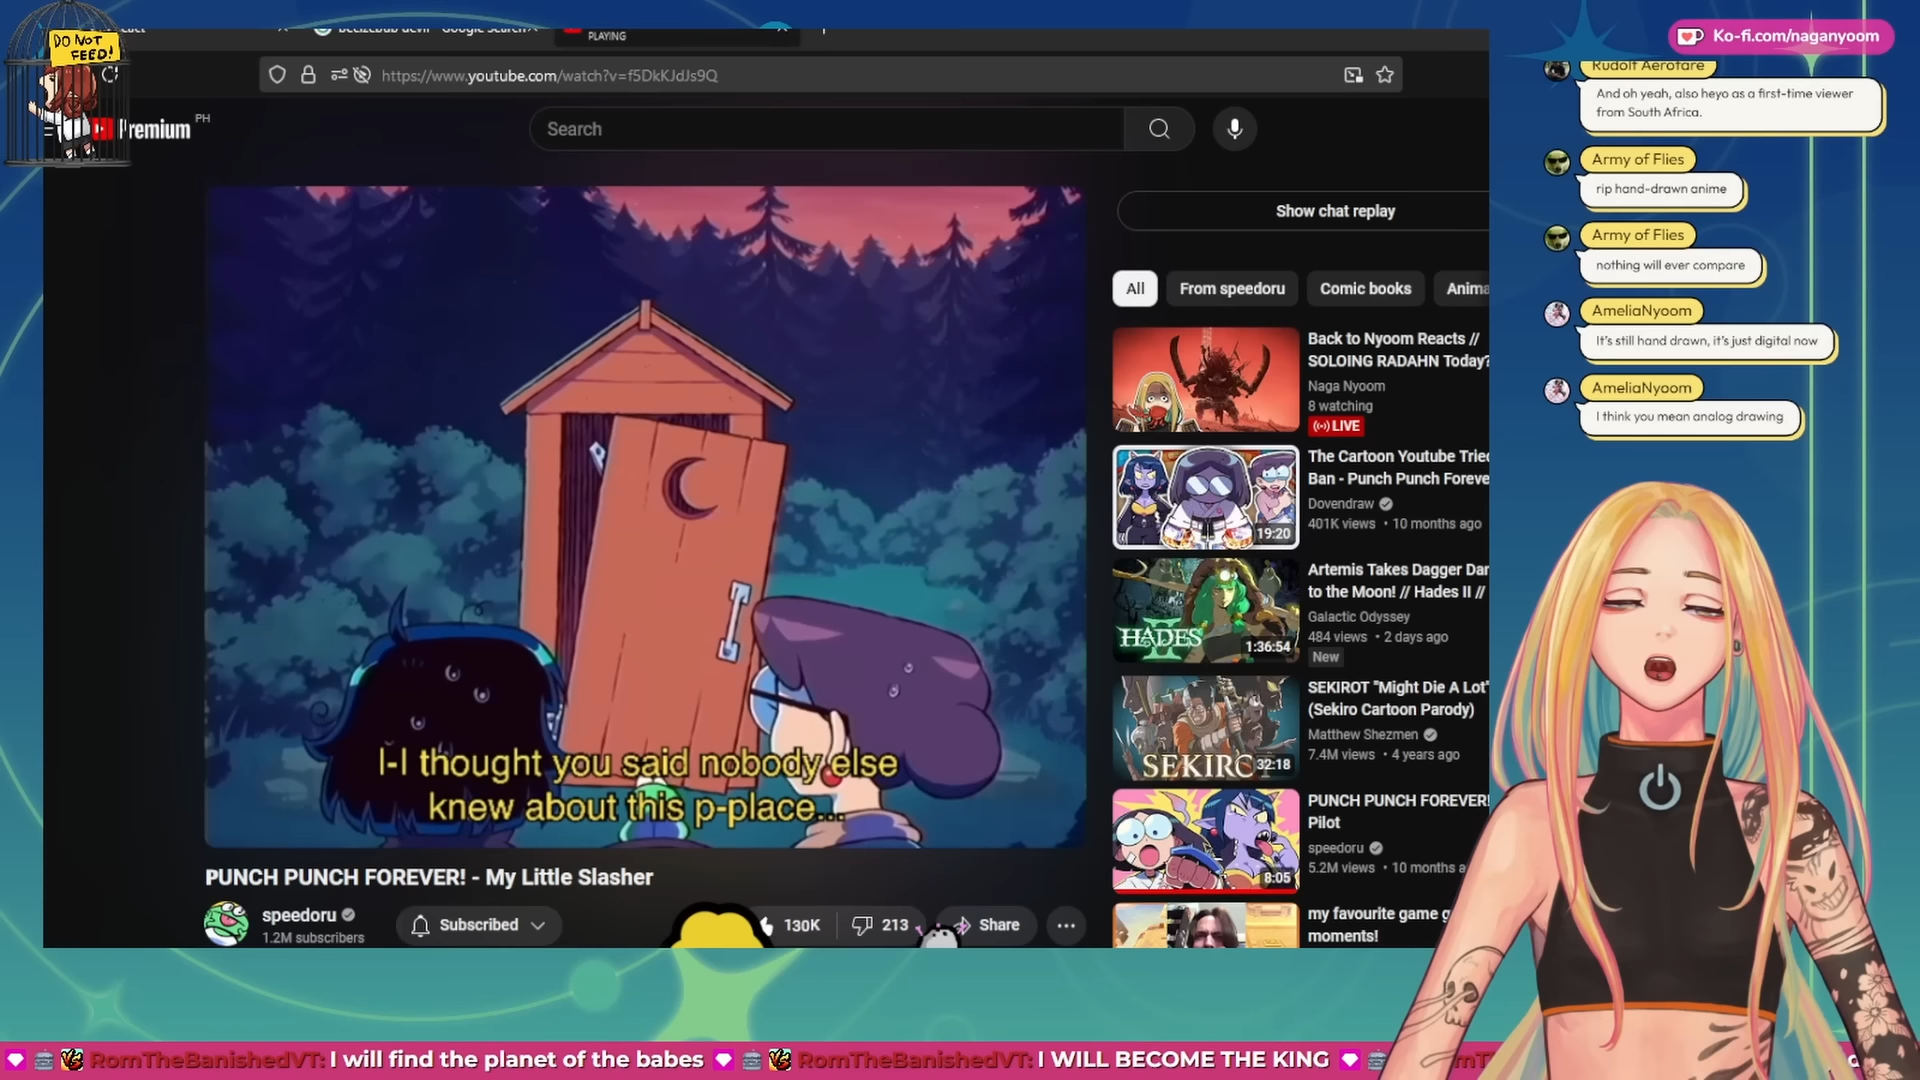 DO NOT
FEED!
Beelzebub devil - Google Search
PLAYING
https://www.youtube.com/watch?v=f5DkKJdJs9Q
Premium
PH
Search
Show chat replay
All
From speedoru
Comic books
Anima
I-I thought you said nobody else
knew about this p-place...
PUNCH PUNCH FOREVER! - My Little Slasher
speedoru
1.2M subscribers
Subscribed
130K
213
Share
Back to Nyoom Reacts //
SOLOING RADAHN Today?
Naga Nyoom
8 watching
LIVE
The Cartoon Youtube Tried
Ban - Punch Punch Foreve
Dovendraw
401K views • 10 months ago
19:20
Artemis Takes Dagger Dan
to the Moon! // Hades II //
Galactic Odyssey
484 views • 2 days ago
New
HADES
II
1:36:54
SEKIROT "Might Die A Lot"
(Sekiro Cartoon Parody)
Matthew Shezmen
7.4M views • 4 years ago
SEKIRO
32:18
PUNCH PUNCH FOREVER!
Pilot
speedoru
5.2M views • 10 months a
8:05
my favourite game g
moments!
Ko-fi.com/naganyoom
Rudolf Aerofare
And oh yeah, also heyo as a first-time viewer
from South Africa.
Army of Flies
rip hand-drawn anime
Army of Flies
nothing will ever compare
AmeliaNyoom
It's still hand drawn, it's just digital now
AmeliaNyoom
I think you mean analog drawing
RomTheBanishedVT: I will find the planet of the babes
RomTheBanishedVT: I WILL BECOME THE KING